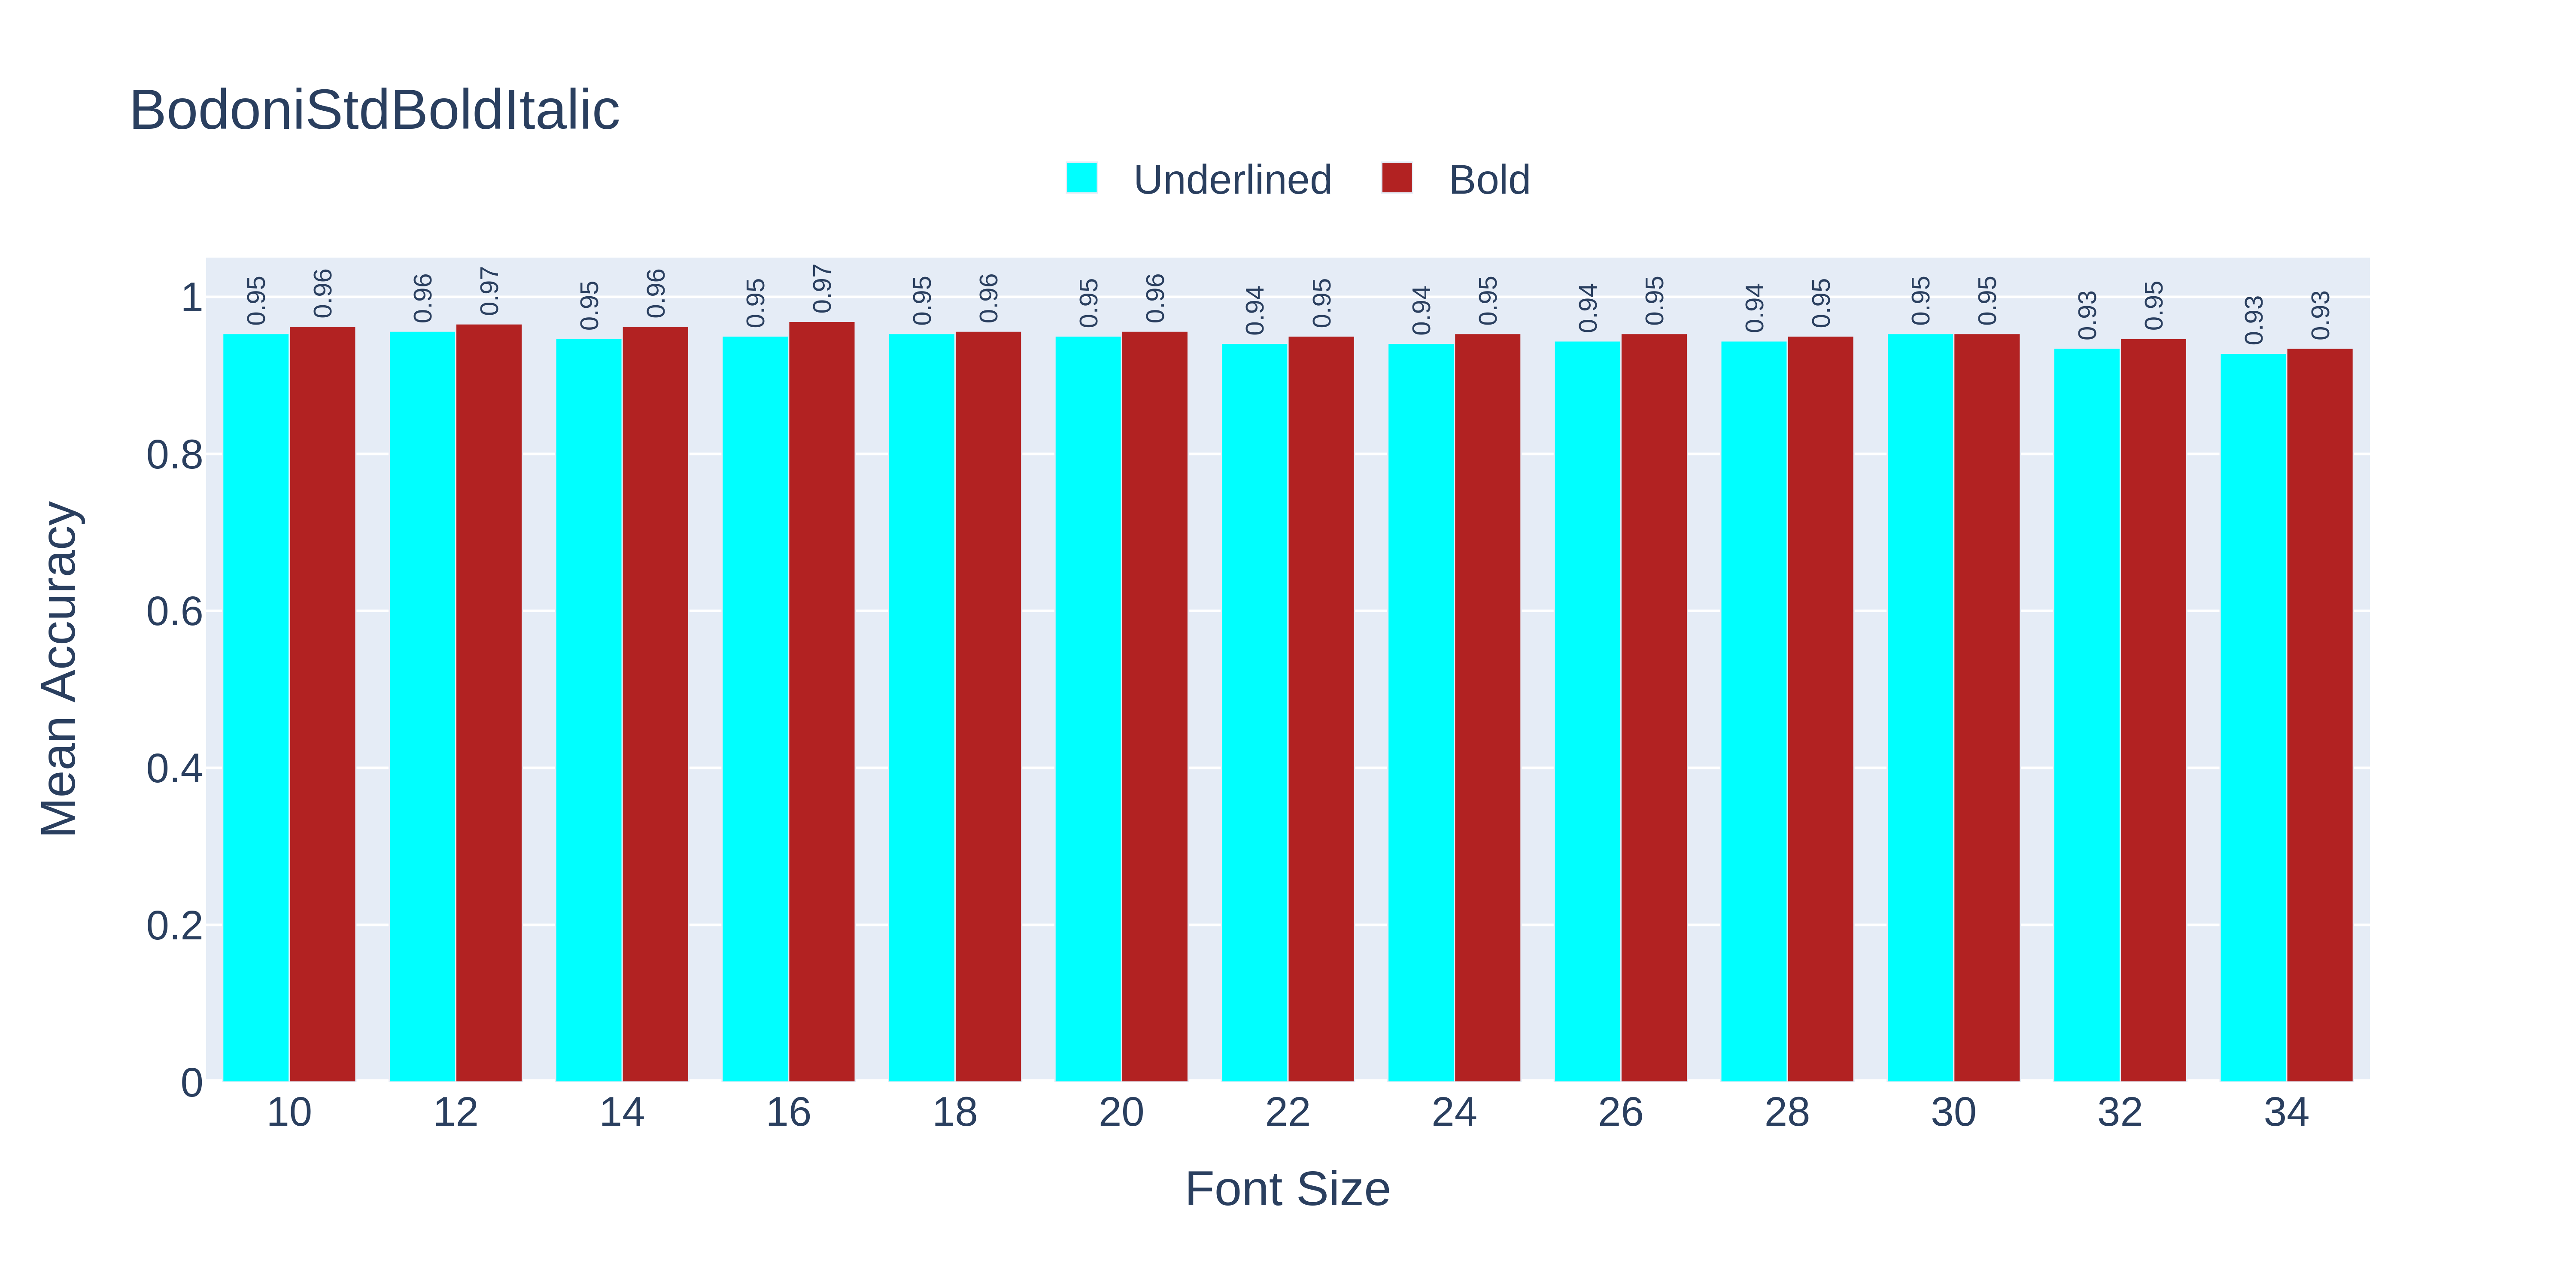 BodoniStdBoldItalic
Underlined Bold
0.95 0.96 0.96 0.97 0.95 0.96 0.95 0.97 0.95 0.96 0.95 0.96 0.94 0.95 0.94 0.95 0.94 0.95 0.94 0.95 0.95 0.95 0.93 0.95 0.93 0.93
1
0.8
0.6
0.4
0.2
0
Mean Accuracy
10 12 14 16 18 20 22 24 26 28 30 32 34
Font Size